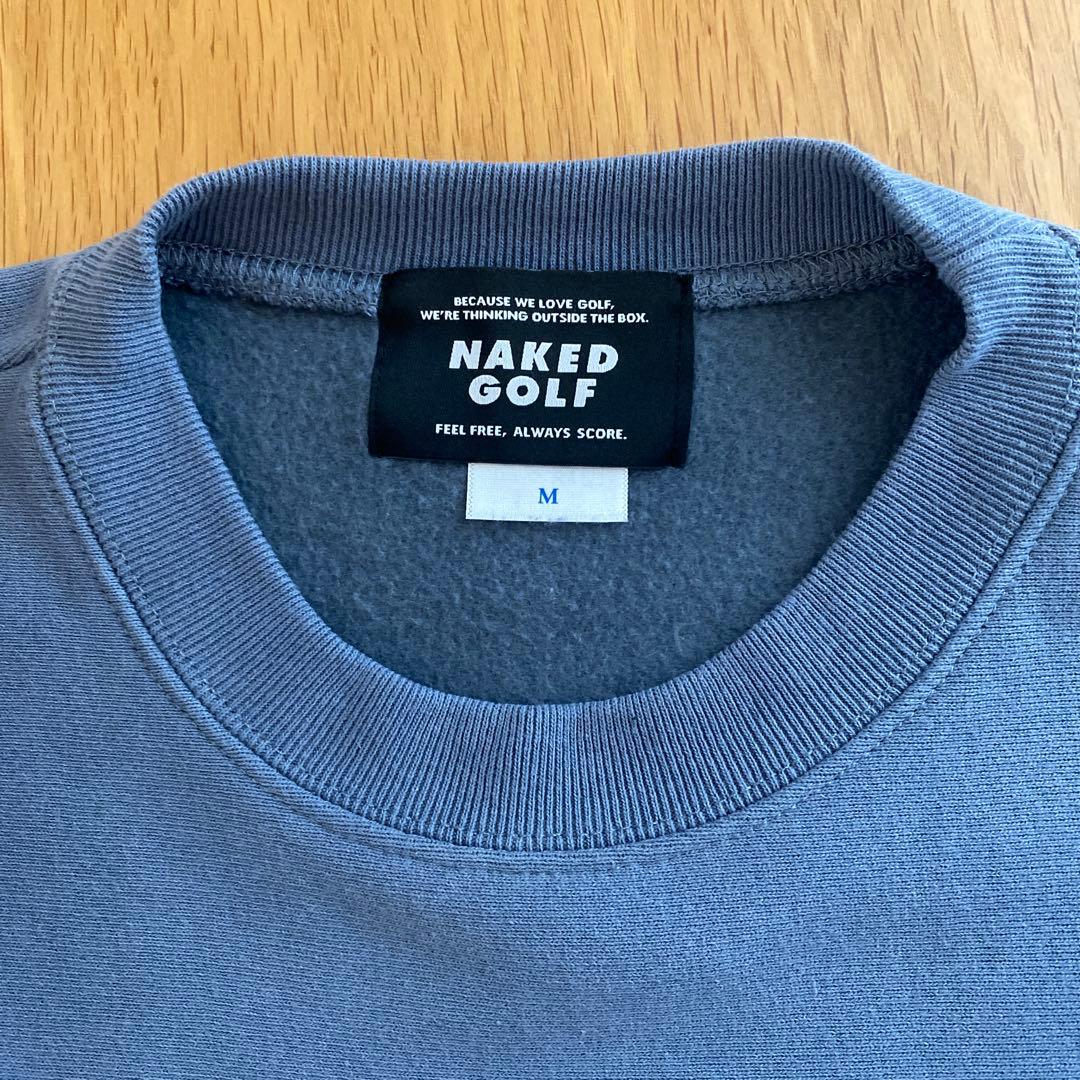 BECAUSE WE LOVE GOLF,
WE'RE THINKING OUTSIDE THE BOX.
NAKED
GOLF
FEEL FREE, ALWAYS SCORE.
M